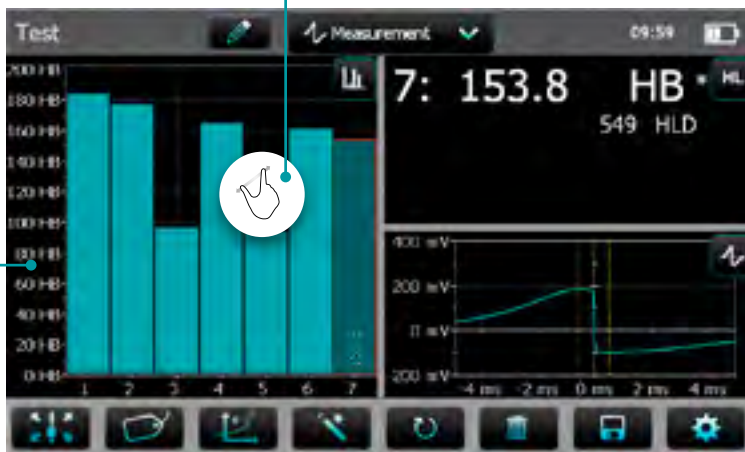 Test
Measurement
09:59
200 HB
180 HB
160 HB
140 HB
120 HB
100 HB
80 HB
60 HB
40 HB
20 HB
0 HB
1 2 3 4 5 6 7
7: 153.8 HB
HL
549 HLD
400 mV
200 mV
0 mV
-200 mV
-4 ms -2 ms 0 ms 2 ms 4 ms